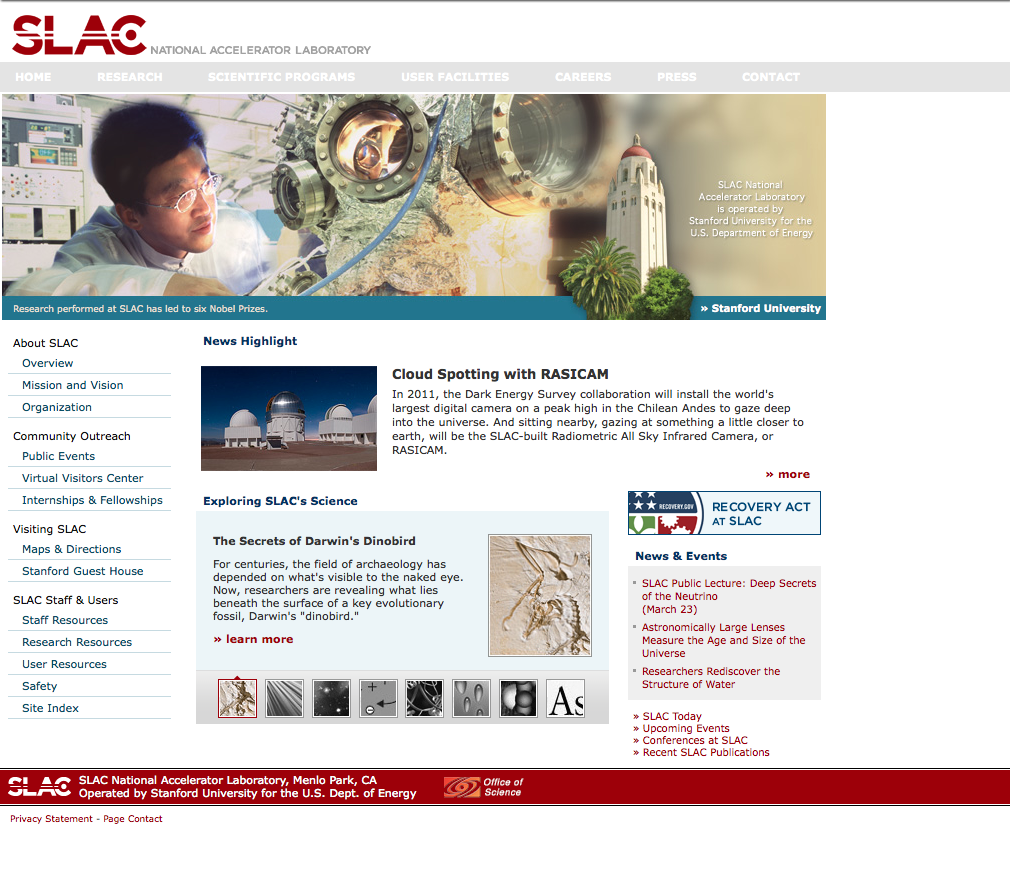 SLAC NATIONAL ACCELERATOR LABORATORY
HOME RESEARCH SCIENTIFIC PROGRAMS USER FACILITIES CAREERS PRESS CONTACT
SLAC National
Accelerator Laboratory
is operated by
Stanford University for the
U.S. Department of Energy
Research performed at SLAC has led to six Nobel Prizes.
» Stanford University
About SLAC
Overview
Mission and Vision
Organization
Community Outreach
Public Events
Virtual Visitors Center
Internships & Fellowships
Visiting SLAC
Maps & Directions
Stanford Guest House
SLAC Staff & Users
Staff Resources
Research Resources
User Resources
Safety
Site Index
News Highlight
Cloud Spotting with RASICAM
In 2011, the Dark Energy Survey collaboration will install the world's
largest digital camera on a peak high in the Chilean Andes to gaze deep
into the universe. And sitting nearby, gazing at something a little closer to
earth, will be the SLAC-built Radiometric All Sky Infrared Camera, or
RASICAM.
» more
Exploring SLAC's Science
The Secrets of Darwin's Dinobird
For centuries, the field of archaeology has
depended on what's visible to the naked eye.
Now, researchers are revealing what lies
beneath the surface of a key evolutionary
fossil, Darwin's "dinobird."
» learn more
As
RECOVERY.GOV
RECOVERY ACT
AT SLAC
News & Events
SLAC Public Lecture: Deep Secrets
of the Neutrino
(March 23)
Astronomically Large Lenses
Measure the Age and Size of the
Universe
Researchers Rediscover the
Structure of Water
» SLAC Today
» Upcoming Events
» Conferences at SLAC
» Recent SLAC Publications
SLAC
SLAC National Accelerator Laboratory, Menlo Park, CA
Operated by Stanford University for the U.S. Dept. of Energy
Office of
Science
Privacy Statement - Page Contact